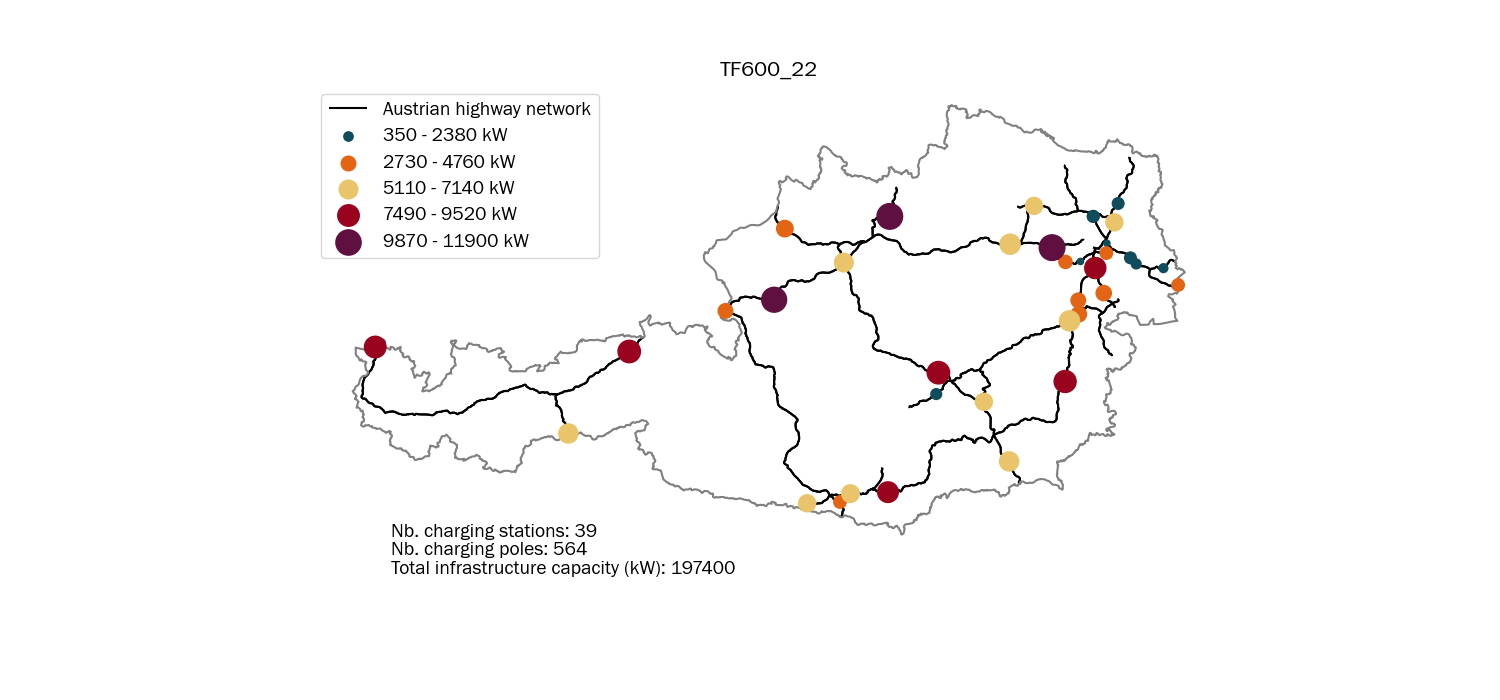 TF600_22
Austrian highway network
350 - 2380 kW
2730 - 4760 kW
5110 - 7140 kW
7490 - 9520 kW
9870 - 11900 kW
Nb. charging stations: 39
Nb. charging poles: 564
Total infrastructure capacity (kW): 197400